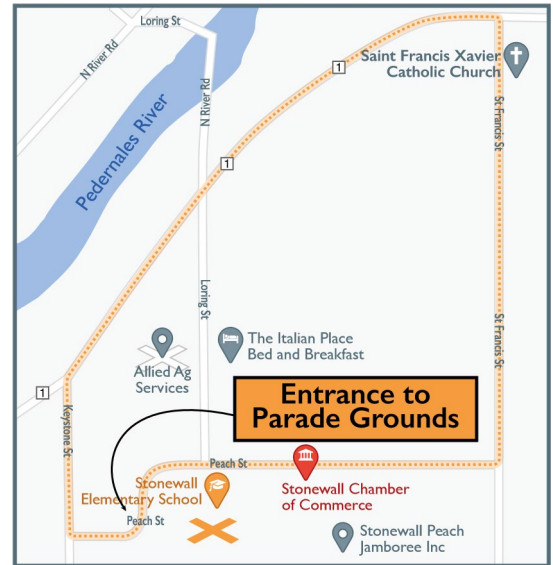 Loring St
N River Rd
Saint Francis Xavier
Catholic Church
1
N River Rd
St Francis St
Pedernales River
1
Loring St
St Francis St
The Italian Place
Bed and Breakfast
Allied Ag
Services
1
Entrance to
Parade Grounds
Keystone St
Peach St
Stonewall
Elementary School
Stonewall Chamber
of Commerce
Peach St
Stonewall Peach
Jamboree Inc